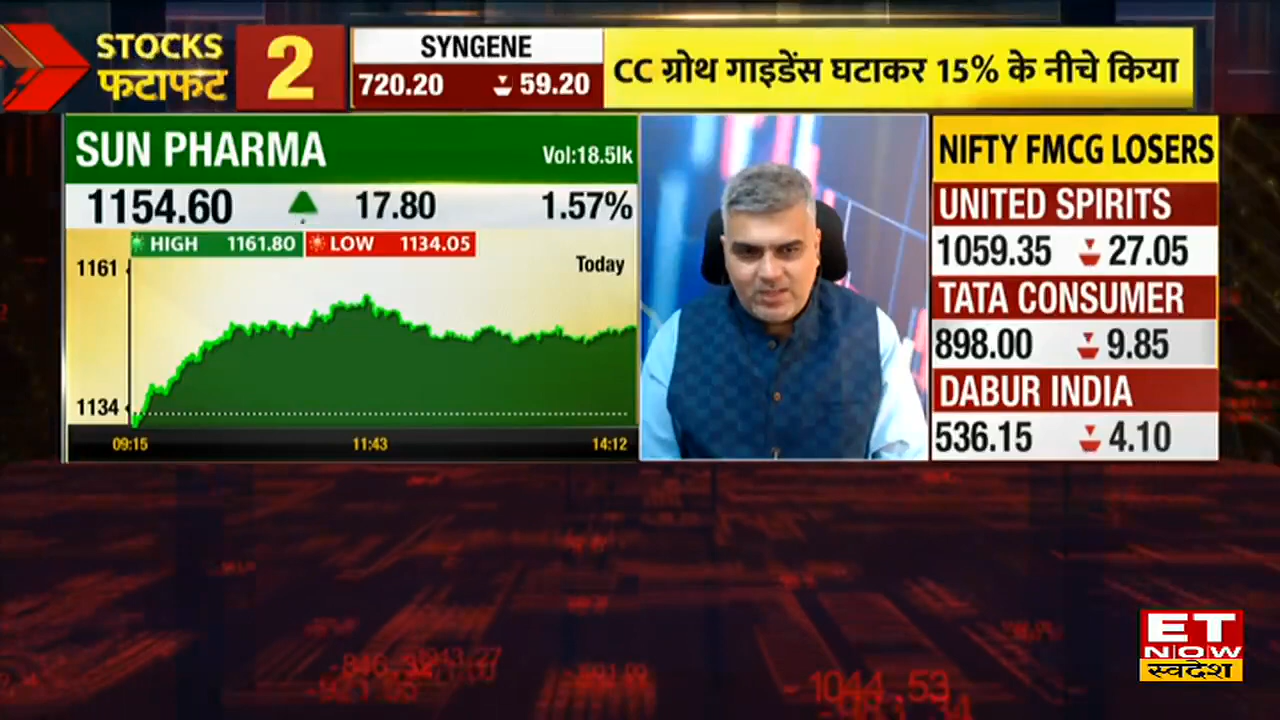 STOCKS
फटाफट
2
SYNGENE
720.20 59.20
CC ग्रोथ गाइडेंस घटाकर 15% के नीचे किया
SUN PHARMA Vol:18.5lk
1154.60 17.80 1.57%
HIGH 1161.80 LOW 1134.05
1161 Today
1134
09:15 11:43 14:12
NIFTY FMCG LOSERS
UNITED SPIRITS
1059.35 27.05
TATA CONSUMER
898.00 9.85
DABUR INDIA
536.15 4.10
ET
NOW
स्वदेश
1044.53